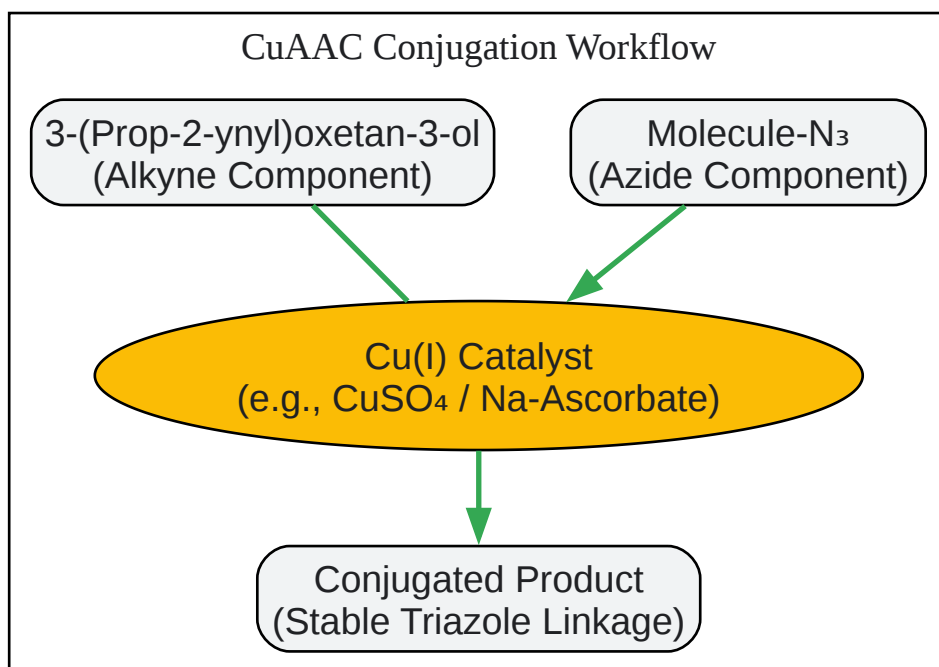 CuAAC Conjugation Workflow
3-(Prop-2-ynyl)oxetan-3-ol
(Alkyne Component)
Molecule-N₃
(Azide Component)
Cu(I) Catalyst
(e.g., CuSO₄ / Na-Ascorbate)
Conjugated Product
(Stable Triazole Linkage)